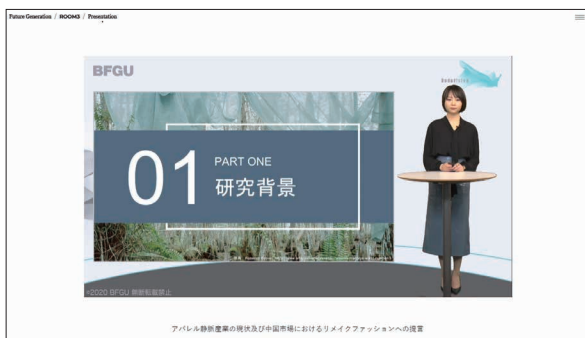 Future Generation / ROOMS / Presentation
BFGU
01
PART ONE
研究背景
©2020 BFGU 無断転載禁止
アパレル静脈産業の現状及び中国市場におけるリメイクファッションへの提言